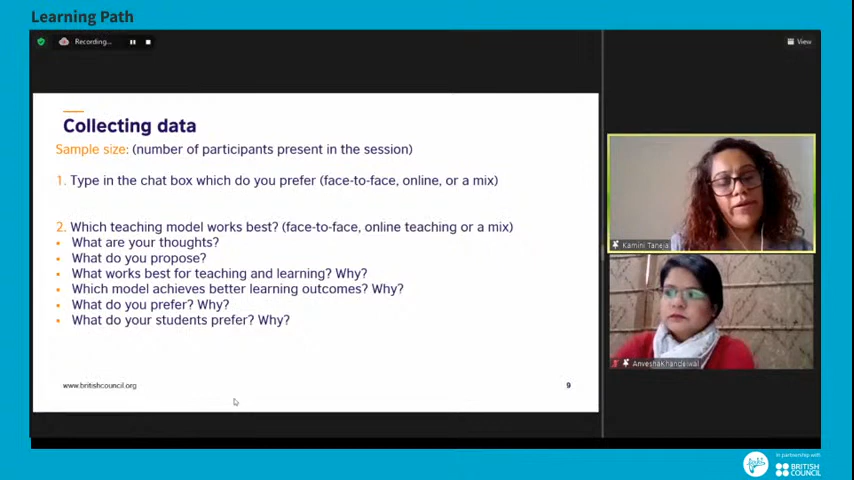 Learning Path
Recording...
View
Collecting data
Sample size: (number of participants present in the session)
1. Type in the chat box which do you prefer (face-to-face, online, or a mix)
2. Which teaching model works best? (face-to-face, online teaching or a mix)
• What are your thoughts?
• What do you propose?
• What works best for teaching and learning? Why?
• Which model achieves better learning outcomes? Why?
• What do you prefer? Why?
• What do your students prefer? Why?
www.britishcouncil.org
9
Kamini Taneja
AnveshaKhandelwal
In partnership with
BRITISH
COUNCIL